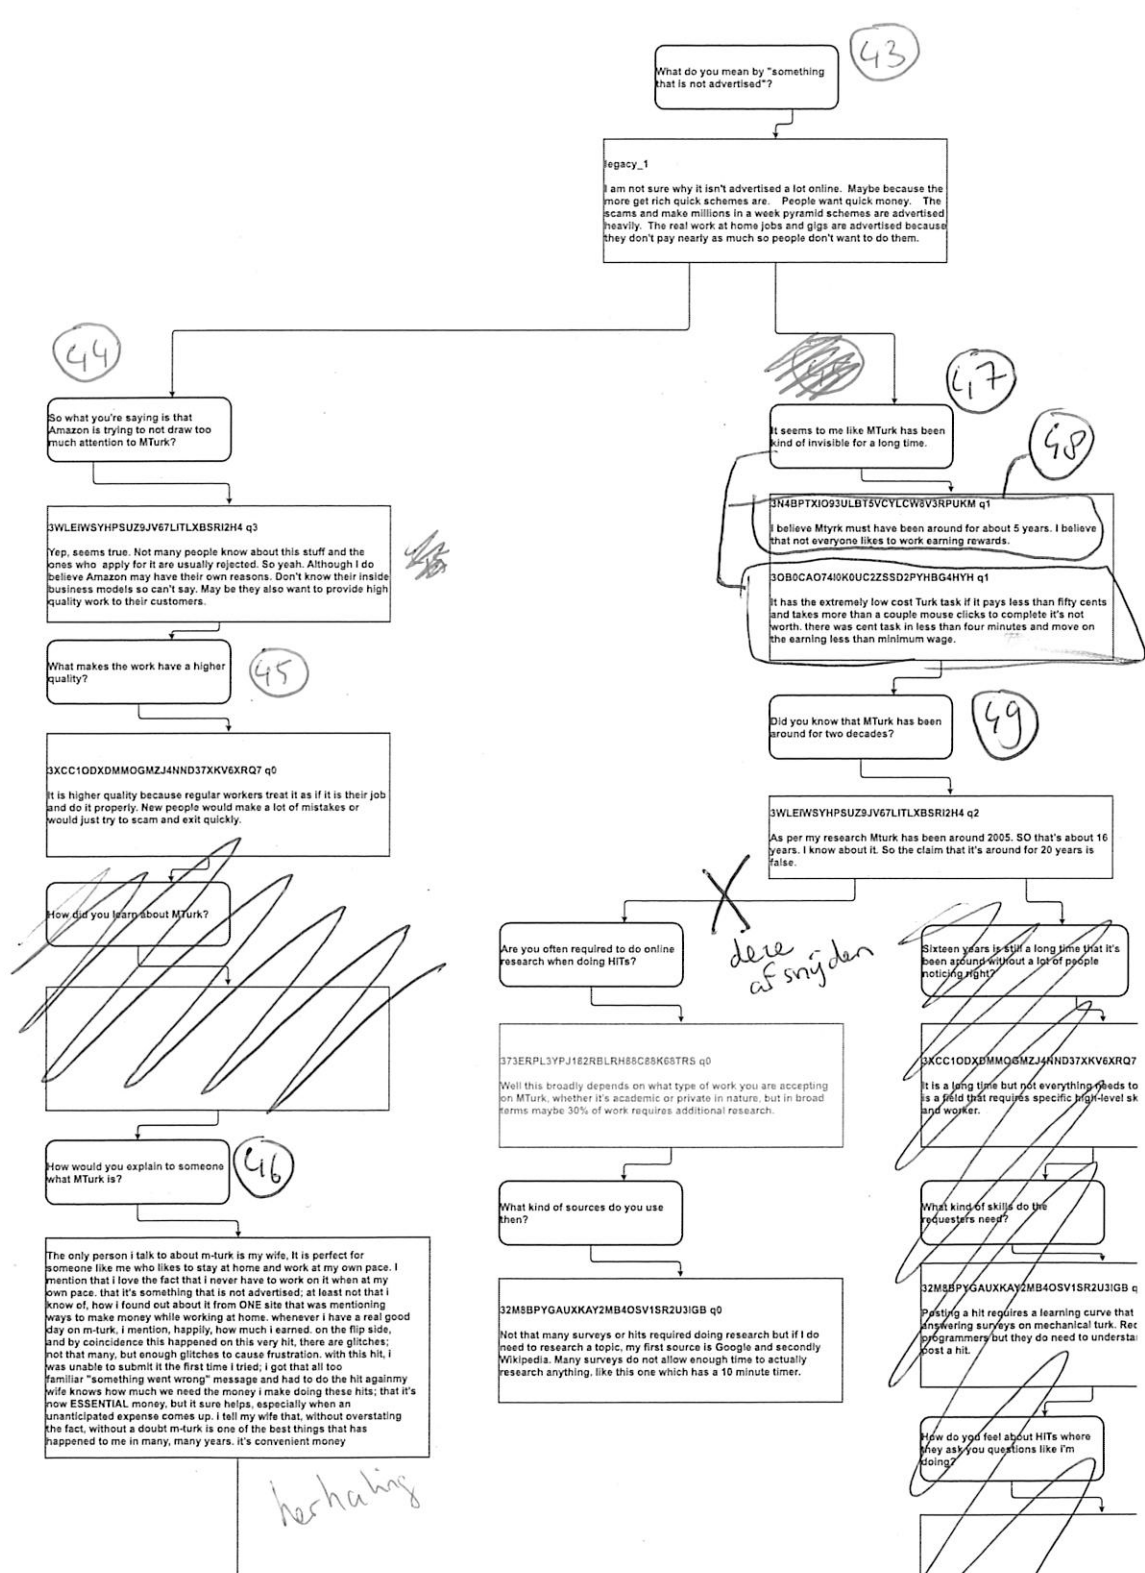 43
What do you mean by "something
that is not advertised"?
legacy_1
I am not sure why it isn't advertised a lot online. Maybe because the
more get rich quick schemes are. People want quick money. The
scams and make millions in a week pyramid schemes are advertised
heavily. The real work at home jobs and gigs are advertised because
they don't pay nearly as much so people don't want to do them.
44
So what you're saying is that
Amazon is trying to not draw too
much attention to MTurk?
3WLEIWSYHPSUZ9JV67LITLXBSRI2H4 q3
Yep, seems true. Not many people know about this stuff and the
ones who apply for it are usually rejected. So yeah. Although I do
believe Amazon may have their own reasons. Don't know their inside
business models so can't say. May be they also want to provide high
quality work to their customers.
What makes the work have a higher
quality?
45
3XCC1ODXDMMOGMZJ4NND37XKV6XRQ7 q0
It is higher quality because regular workers treat it as if it is their job
and do it properly. New people would make a lot of mistakes or
would just try to scam and exit quickly.
How did you learn about MTurk?
How would you explain to someone
what MTurk is?
46
The only person i talk to about m-turk is my wife, It is perfect for
someone like me who likes to stay at home and work at my own pace. I
mention that i love the fact that i never have to work on it when at my
own pace. that it's something that is not advertised; at least not that i
know of, how i found out about it from ONE site that was mentioning
ways to make money while working at home. whenever i have a real good
day on m-turk, i mention, happily, how much i earned. on the flip side,
and by coincidence this happened on this very hit, there are glitches;
not that many, but enough glitches to cause frustration. with this hit, i
was unable to submit it the first time i tried; i got that all too
familiar "something went wrong" message and had to do the hit againmy
wife knows how much we need the money i make doing these hits; that it's
now ESSENTIAL money, but it sure helps, especially when an
unanticipated expense comes up. i tell my wife that, without overstating
the fact, without a doubt m-turk is one of the best things that has
happened to me in many, many years. it's convenient money
herhaling
47
It seems to me like MTurk has been
kind of invisible for a long time.
48
3N4BPTXIO93ULBT5VCYLCW8V3RPUKM q1
I believe Mtyrk must have been around for about 5 years. I believe
that not everyone likes to work earning rewards.
3OB0CAO74I0K0UC2ZSSD2PYHBG4HYH q1
It has the extremely low cost Turk task if it pays less than fifty cents
and takes more than a couple mouse clicks to complete it's not
worth. there was cent task in less than four minutes and move on
the earning less than minimum wage.
Did you know that MTurk has been
around for two decades?
49
3WLEIWSYHPSUZ9JV67LITLXBSRI2H4 q2
As per my research Mturk has been around 2005. SO that's about 16
years. I know about it. So the claim that it's around for 20 years is
false.
Are you often required to do online
research when doing HITs?
deze
afsnijden
373ERPL3YPJ182RBLRH88C88K68TRS q0
Well this broadly depends on what type of work you are accepting
on MTurk, whether it's academic or private in nature, but in broad
terms maybe 30% of work requires additional research.
What kind of sources do you use
then?
32M8BPYGAUXKAY2MB4OSV1SR2U3IGB q0
Not that many surveys or hits required doing research but if I do
need to research a topic, my first source is Google and secondly
Wikipedia. Many surveys do not allow enough time to actually
research anything, like this one which has a 10 minute timer.
Sixteen years is still a long time that it's
been around without a lot of people
noticing right?
3XCC1ODXDMMOGMZJ4NND37XKV6XRQ7
It is a long time but not everything needs to
is a field that requires specific high-level sk
and worker.
What kind of skills do the
requesters need?
32M8BPYGAUXKAY2MB4OSV1SR2U3IGB q
Posting a hit requires a learning curve that
answering surveys on mechanical turk. Rec
programmers but they do need to understa
post a hit.
How do you feel about HITs where
they ask you questions like i'm
doing?